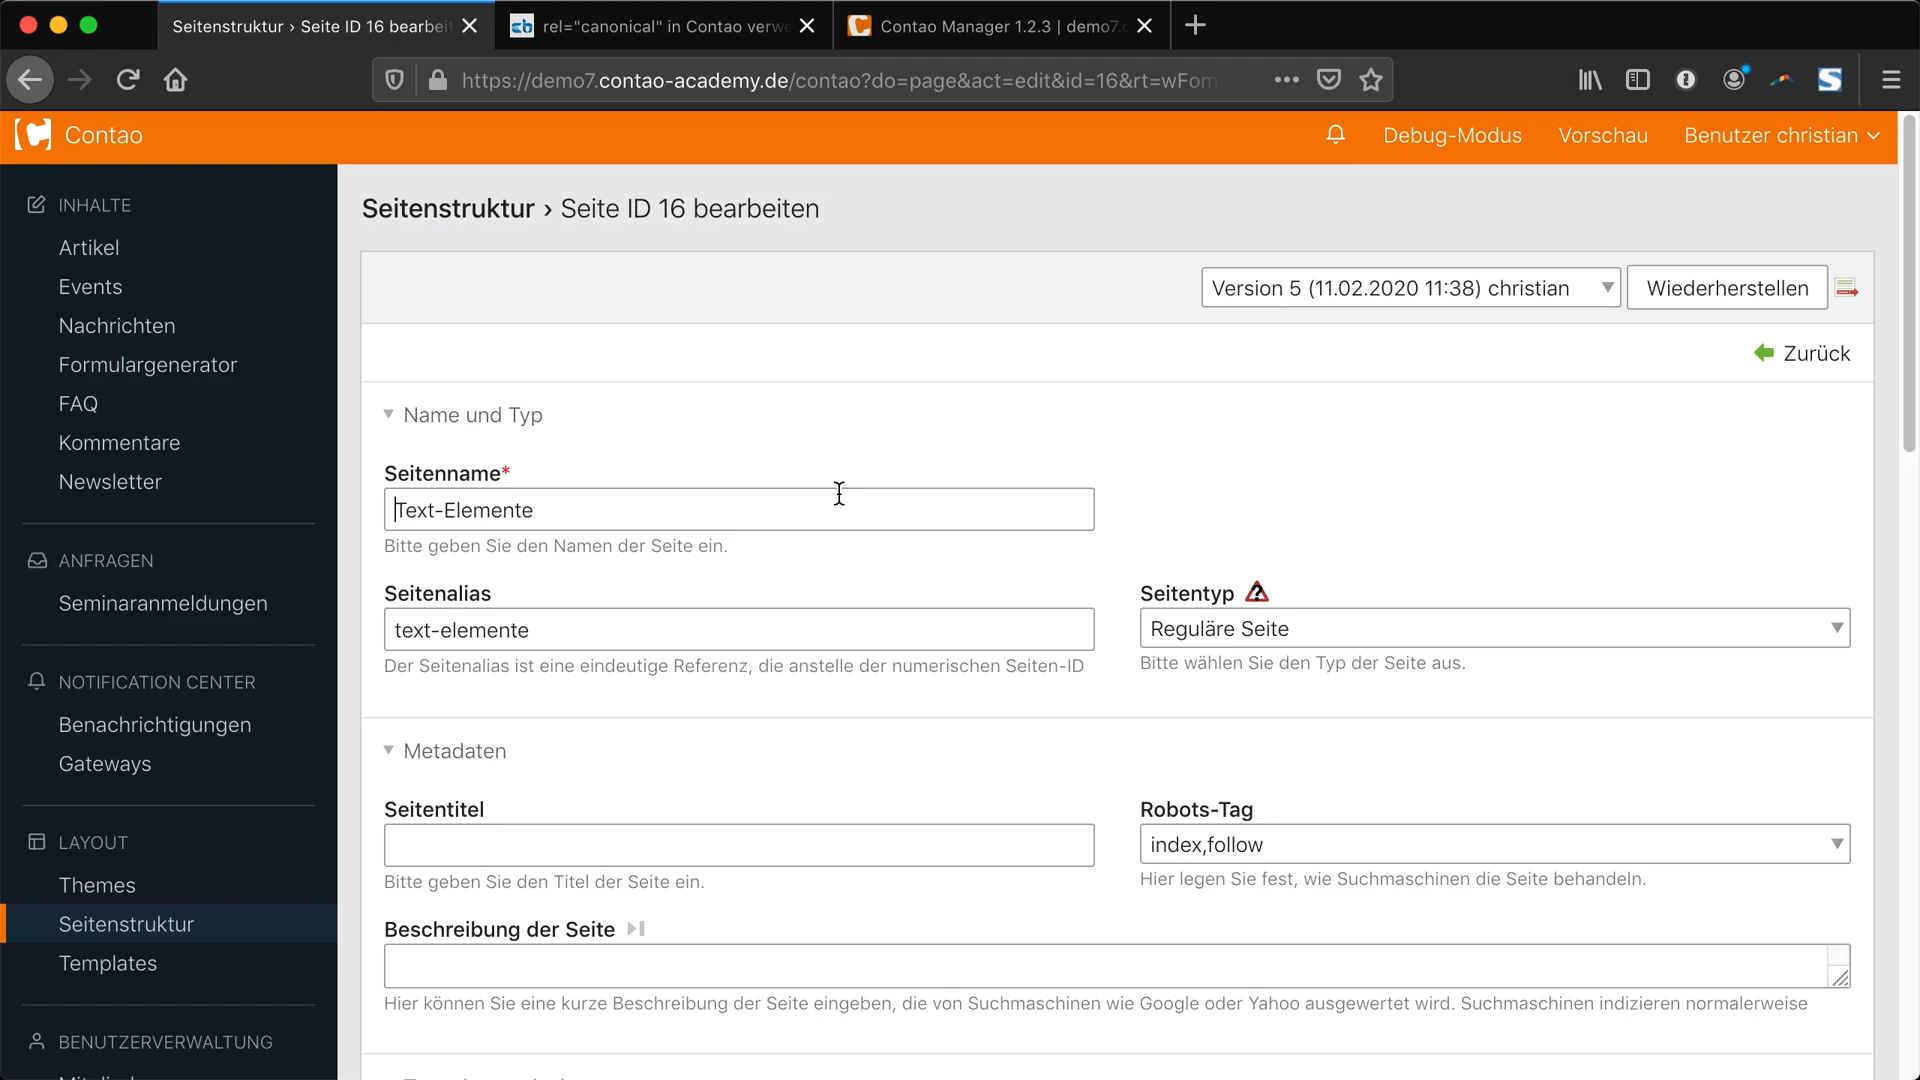 Seitenstruktur › Seite ID 16 bearbei
rel="canonical" in Contao verw
Contao Manager 1.2.3 | demo7.
https://demo7.contao-academy.de/contao?do=page&act=edit&id=16&rt=wFom
Contao
Debug-Modus
Vorschau
Benutzer christian
INHALTE
Artikel
Events
Nachrichten
Formulargenerator
FAQ
Kommentare
Newsletter
ANFRAGEN
Seminaranmeldungen
NOTIFICATION CENTER
Benachrichtigungen
Gateways
LAYOUT
Themes
Seitenstruktur
Templates
BENUTZERVERWALTUNG
Seitenstruktur › Seite ID 16 bearbeiten
Version 5 (11.02.2020 11:38) christian
Wiederherstellen
Zurück
Name und Typ
Seitenname*
Text-Elemente
Bitte geben Sie den Namen der Seite ein.
Seitenalias
text-elemente
Der Seitenalias ist eine eindeutige Referenz, die anstelle der numerischen Seiten-ID
Seitentyp
Reguläre Seite
Bitte wählen Sie den Typ der Seite aus.
Metadaten
Seitentitel
Bitte geben Sie den Titel der Seite ein.
Robots-Tag
index,follow
Hier legen Sie fest, wie Suchmaschinen die Seite behandeln.
Beschreibung der Seite
Hier können Sie eine kurze Beschreibung der Seite eingeben, die von Suchmaschinen wie Google oder Yahoo ausgewertet wird. Suchmaschinen indizieren normalerweise